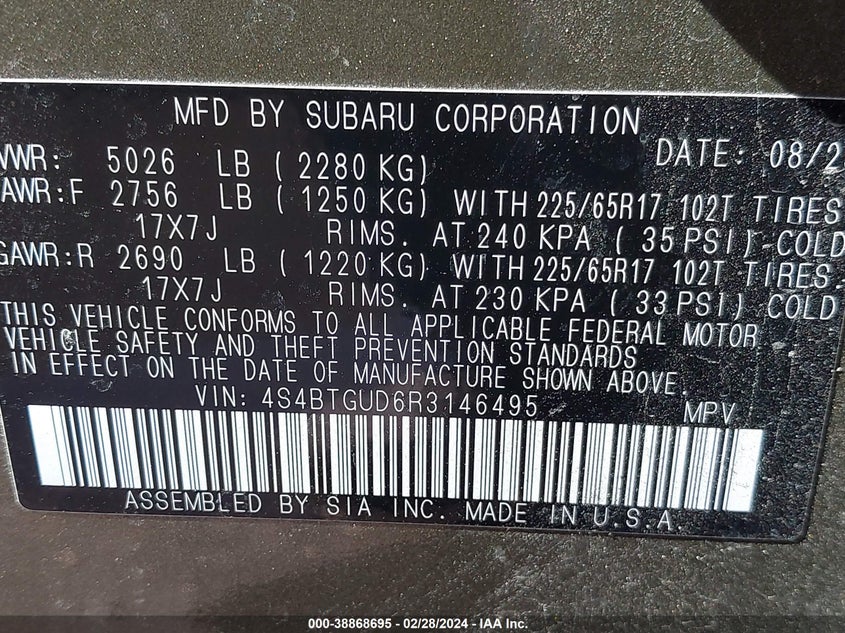 MFD BY SUBARU CORPORATION
VWR: 5026 LB ( 2280 KG) DATE: 08/2
AWR:F 2756 LB ( 1250 KG) WITH 225/65R17 102T TIRES
17X7J RIMS. AT 240 KPA ( 35 PSI) COLD
GAWR:R 2690 LB ( 1220 KG) WITH 225/65R17 102T TIRES.
17X7J RIMS. AT 230 KPA ( 33 PSI) COLD
THIS VEHICLE CONFORMS TO ALL APPLICABLE FEDERAL MOTOR
VEHICLE SAFETY AND THEFT PREVENTION STANDARDS
IN EFFECT ON THE DATE OF MANUFACTURE SHOWN ABOVE.
VIN: 4S4BTGUD6R3146495 MPV
ASSEMBLED BY SIA INC. MADE IN U.S.A.
000-38868695 - 02/28/2024 - IAA Inc.